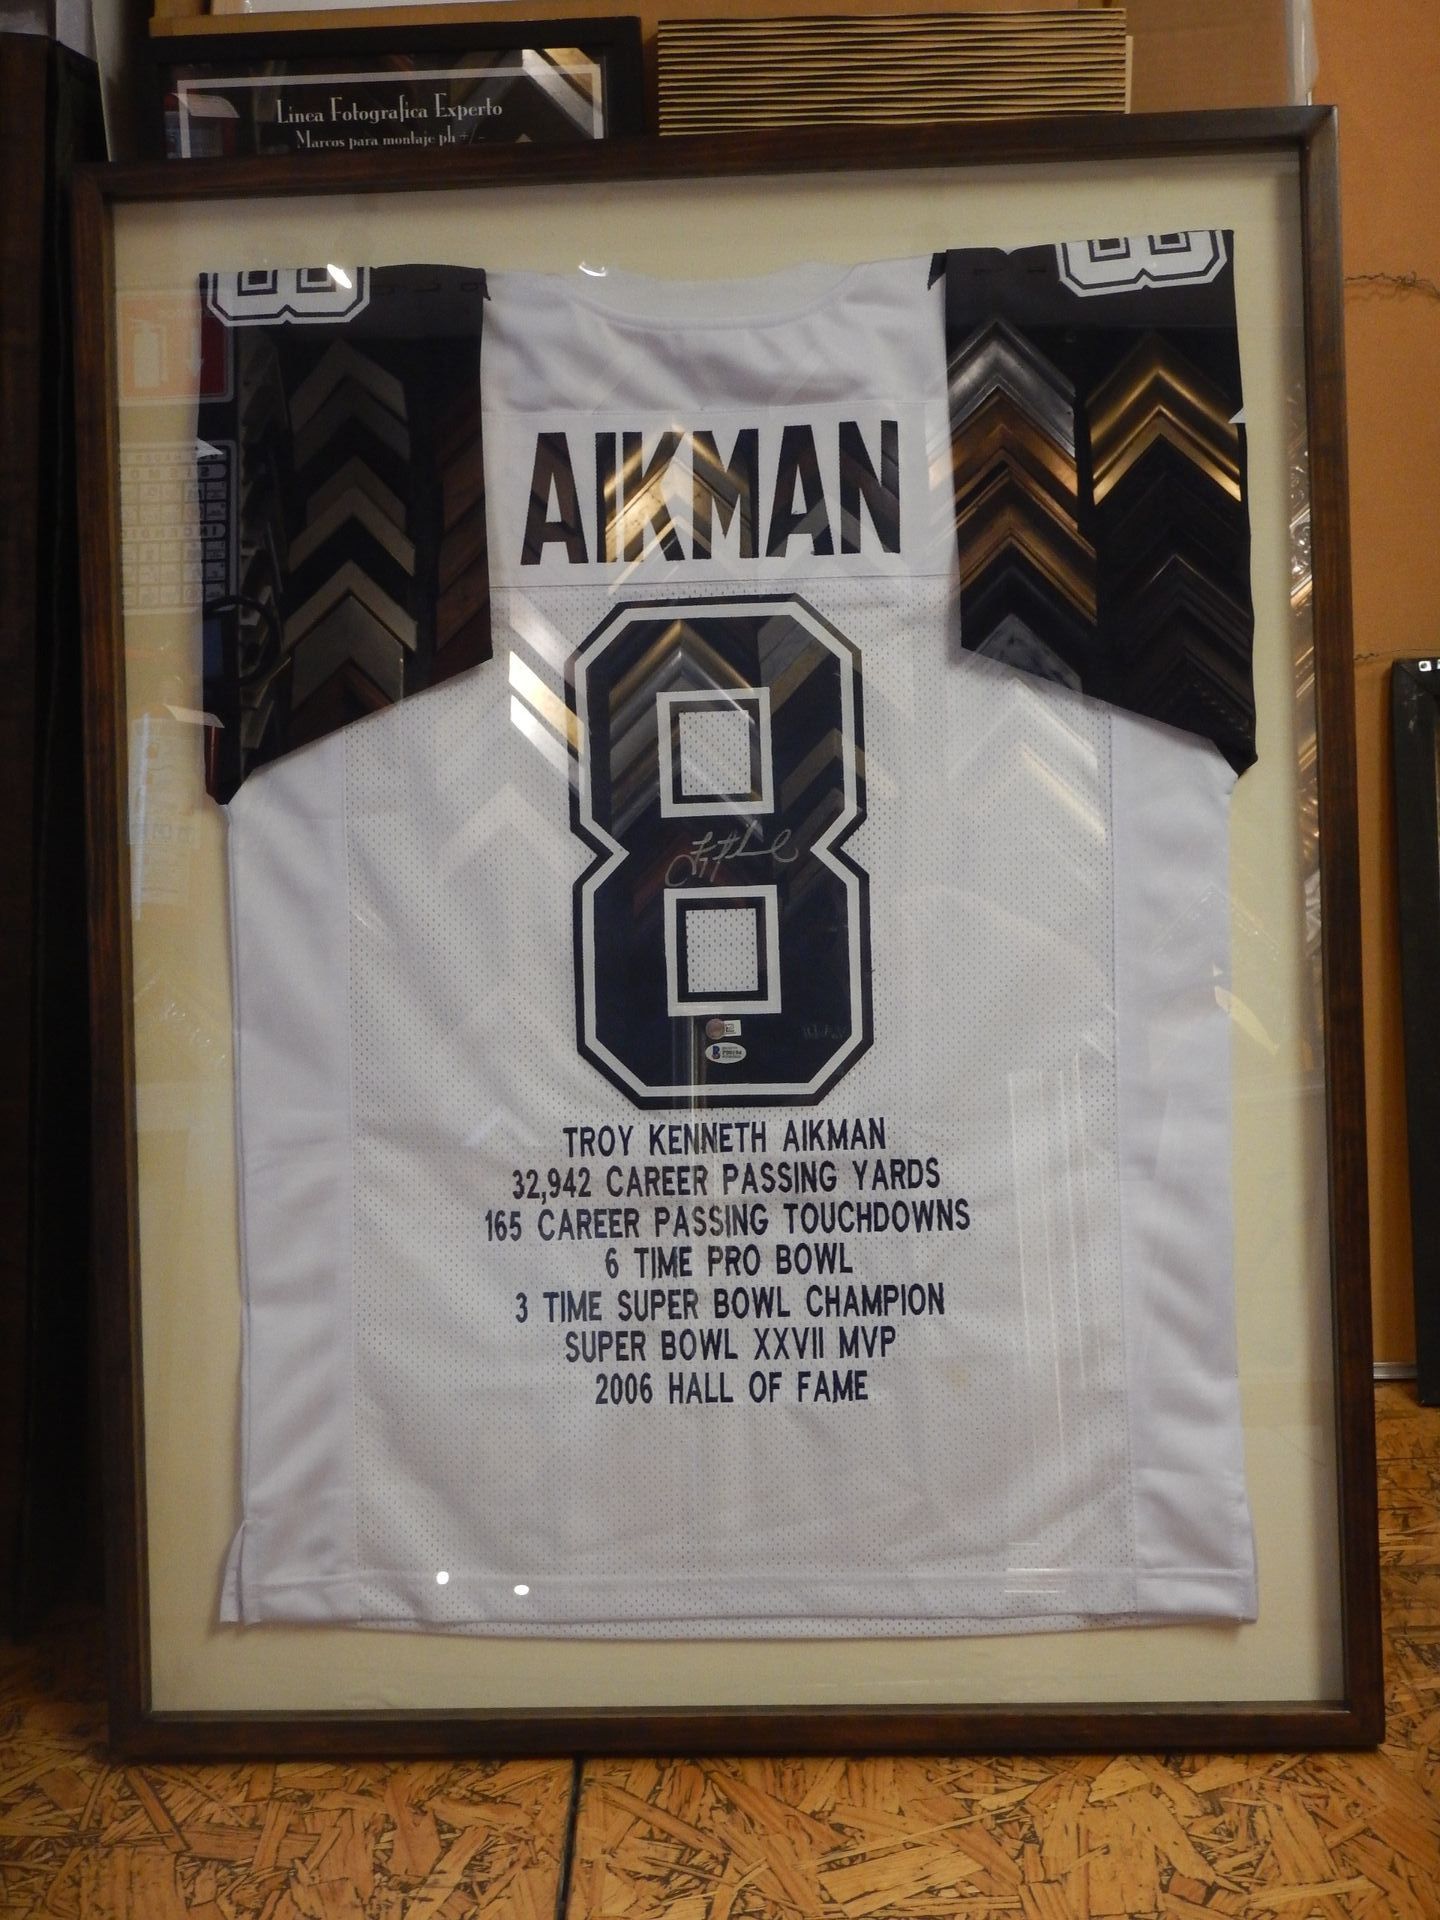 Linea Fotografica Experto
Marcos para montaje ph +/-
8
8
AIKMAN
8
TROY KENNETH AIKMAN
32,942 CAREER PASSING YARDS
165 CAREER PASSING TOUCHDOWNS
6 TIME PRO BOWL
3 TIME SUPER BOWL CHAMPION
SUPER BOWL XXVII MVP
2006 HALL OF FAME